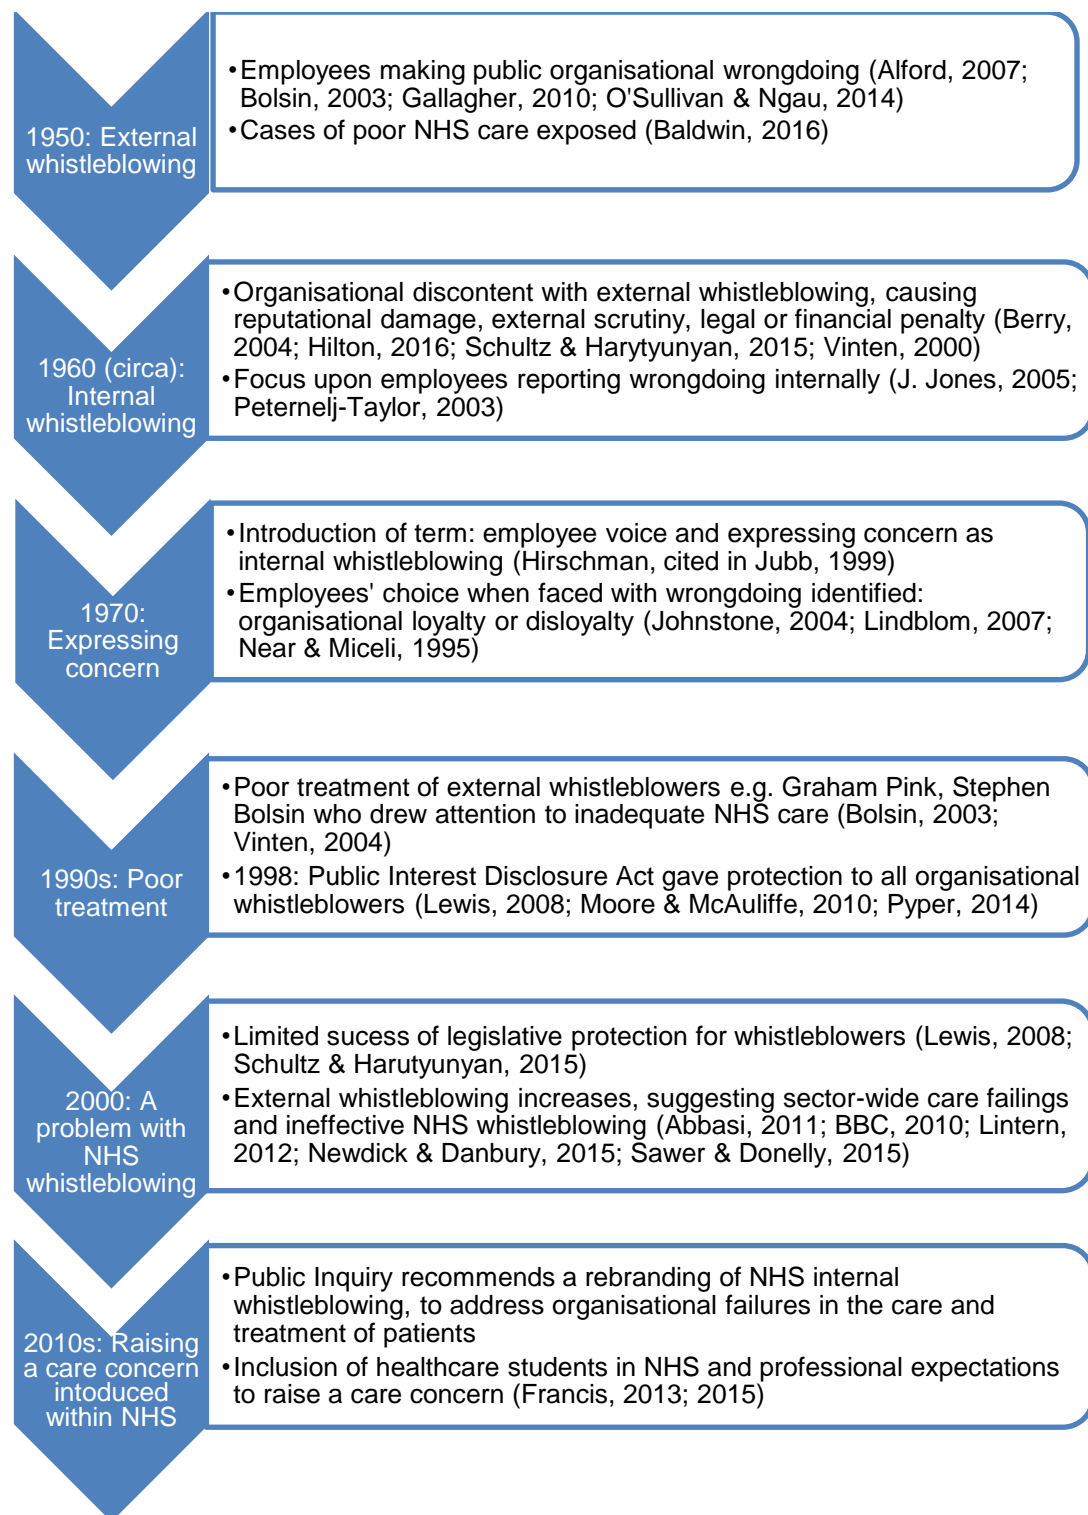 1950: External
whistleblowing
•Employees making public organisational wrongdoing (Alford, 2007;
Bolsin, 2003; Gallagher, 2010; O'Sullivan & Ngau, 2014)
•Cases of poor NHS care exposed (Baldwin, 2016)
1960 (circa):
Internal
whistleblowing
•Organisational discontent with external whistleblowing, causing
reputational damage, external scrutiny, legal or financial penalty (Berry,
2004; Hilton, 2016; Schultz & Harytyunyan, 2015; Vinten, 2000)
•Focus upon employees reporting wrongdoing internally (J. Jones, 2005;
Peternelj-Taylor, 2003)
1970:
Expressing
concern
•Introduction of term: employee voice and expressing concern as
internal whistleblowing (Hirschman, cited in Jubb, 1999)
•Employees' choice when faced with wrongdoing identified:
organisational loyalty or disloyalty (Johnstone, 2004; Lindblom, 2007;
Near & Miceli, 1995)
1990s: Poor
treatment
•Poor treatment of external whistleblowers e.g. Graham Pink, Stephen
Bolsin who drew attention to inadequate NHS care (Bolsin, 2003;
Vinten, 2004)
•1998: Public Interest Disclosure Act gave protection to all organisational
whistleblowers (Lewis, 2008; Moore & McAuliffe, 2010; Pyper, 2014)
2000: A
problem with
NHS
whistleblowing
•Limited sucess of legislative protection for whistleblowers (Lewis, 2008;
Schultz & Harutyunyan, 2015)
•External whistleblowing increases, suggesting sector-wide care failings
and ineffective NHS whistleblowing (Abbasi, 2011; BBC, 2010; Lintern,
2012; Newdick & Danbury, 2015; Sawer & Donelly, 2015)
2010s: Raising
a care concern
intoduced
within NHS
•Public Inquiry recommends a rebranding of NHS internal
whistleblowing, to address organisational failures in the care and
treatment of patients
•Inclusion of healthcare students in NHS and professional expectations
to raise a care concern (Francis, 2013; 2015)